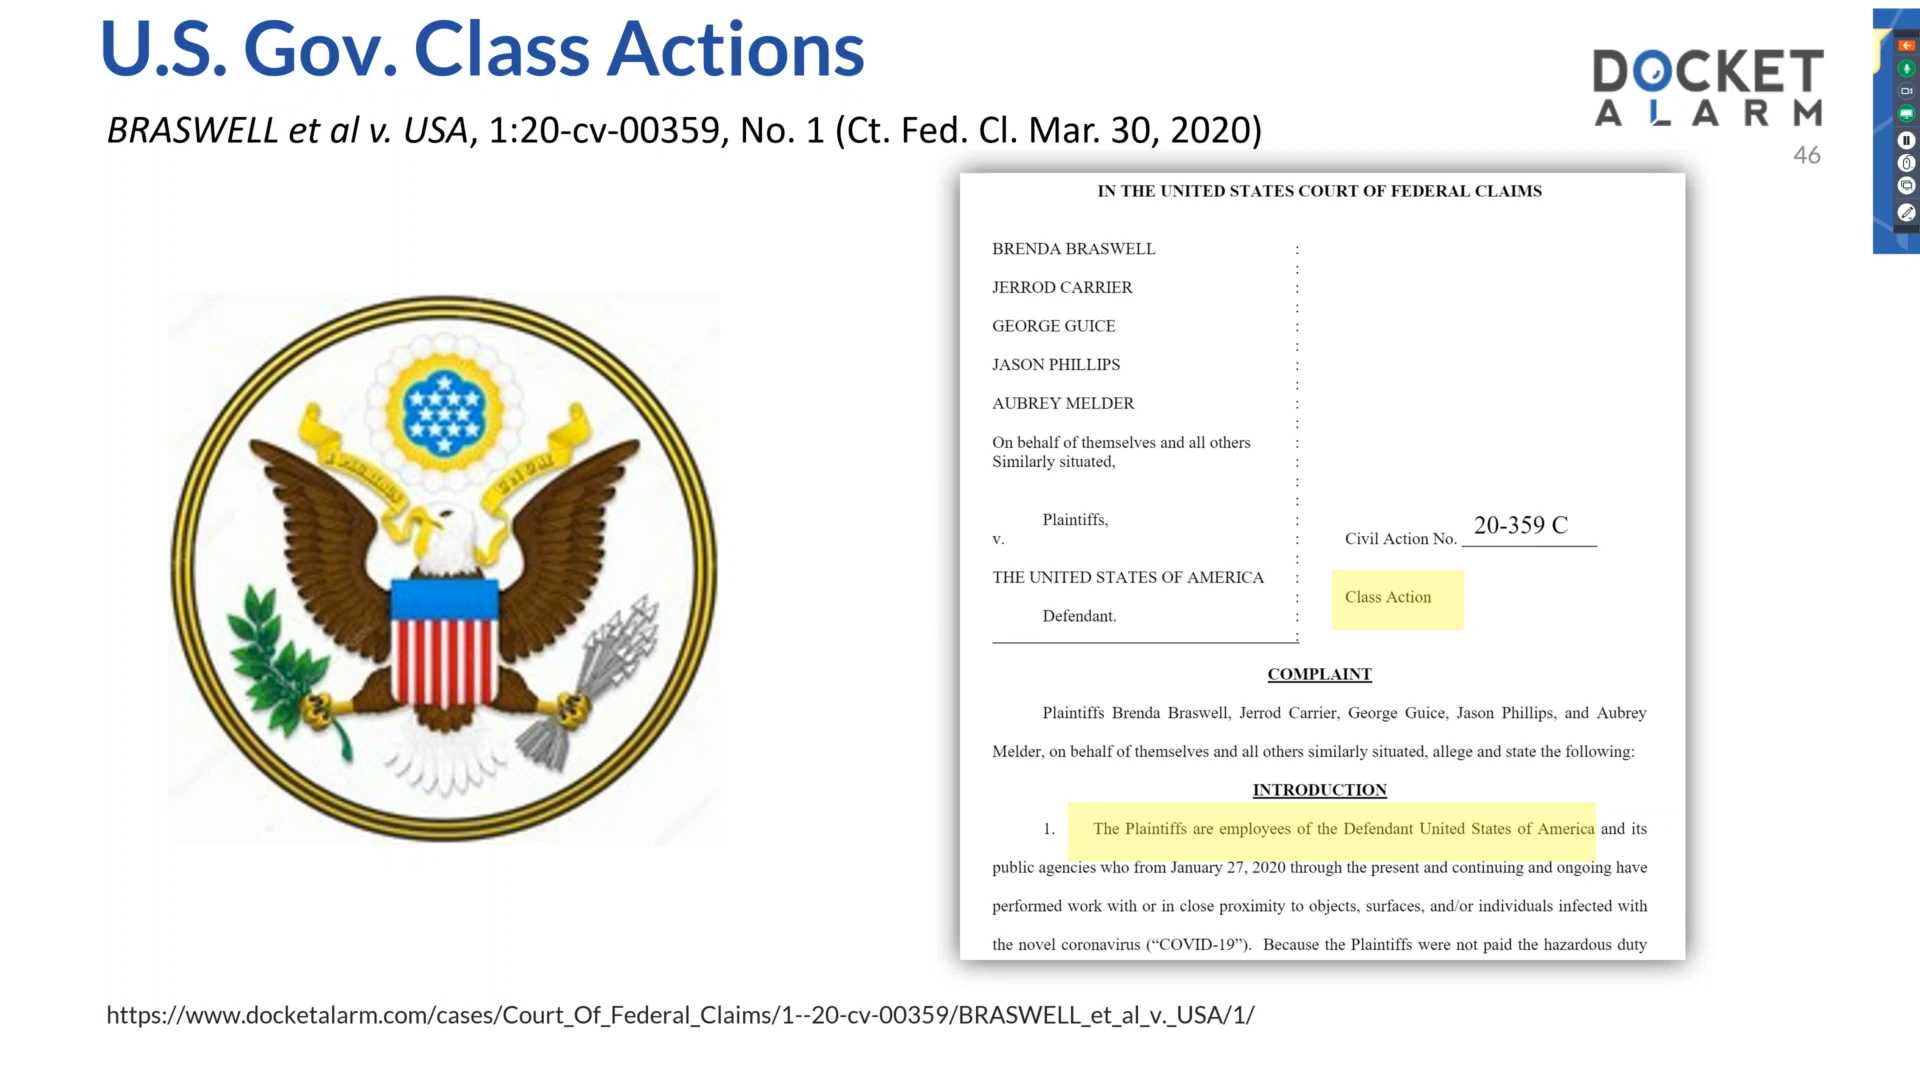 U.S. Gov. Class Actions
BRASWELL et al v. USA, 1:20-cv-00359, No. 1 (Ct. Fed. Cl. Mar. 30, 2020)
DOCKET
ALARM
46
IN THE UNITED STATES COURT OF FEDERAL CLAIMS
BRENDA BRASWELL :
:
JERROD CARRIER :
:
GEORGE GUICE :
:
JASON PHILLIPS :
:
AUBREY MELDER :
:
On behalf of themselves and all others :
Similarly situated, :
:
:
Plaintiffs, :
v. : Civil Action No. 20-359 C
:
THE UNITED STATES OF AMERICA :
: Class Action
Defendant. :
:
COMPLAINT
Plaintiffs Brenda Braswell, Jerrod Carrier, George Guice, Jason Phillips, and Aubrey
Melder, on behalf of themselves and all others similarly situated, allege and state the following:
INTRODUCTION
1. The Plaintiffs are employees of the Defendant United States of America and its
public agencies who from January 27, 2020 through the present and continuing and ongoing have
performed work with or in close proximity to objects, surfaces, and/or individuals infected with
the novel coronavirus (“COVID-19”). Because the Plaintiffs were not paid the hazardous duty
https://www.docketalarm.com/cases/Court_Of_Federal_Claims/1--20-cv-00359/BRASWELL_et_al_v._USA/1/